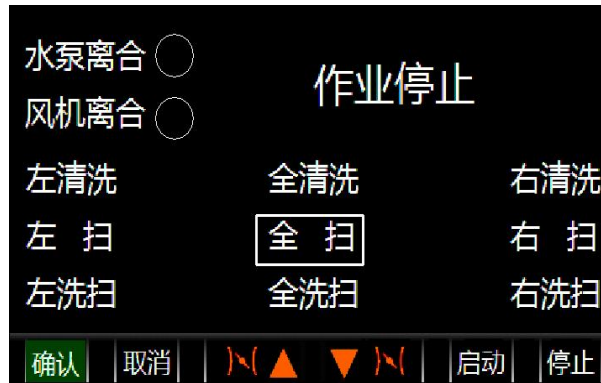 水泵离合
作业停止
风机离合
左清洗 全清洗 右清洗
左 扫 全 扫 右 扫
左洗扫 全洗扫 右洗扫
确认 取消 启动 停止